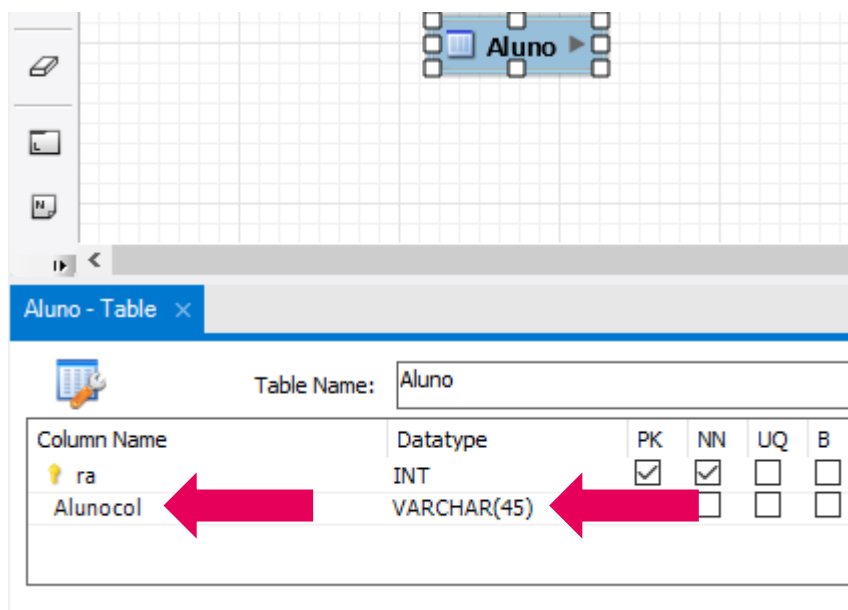 Aluno
L
N
Aluno - Table
Table Name: Aluno
Column Name Datatype PK NN UQ B
ra INT
Alunocol VARCHAR(45)